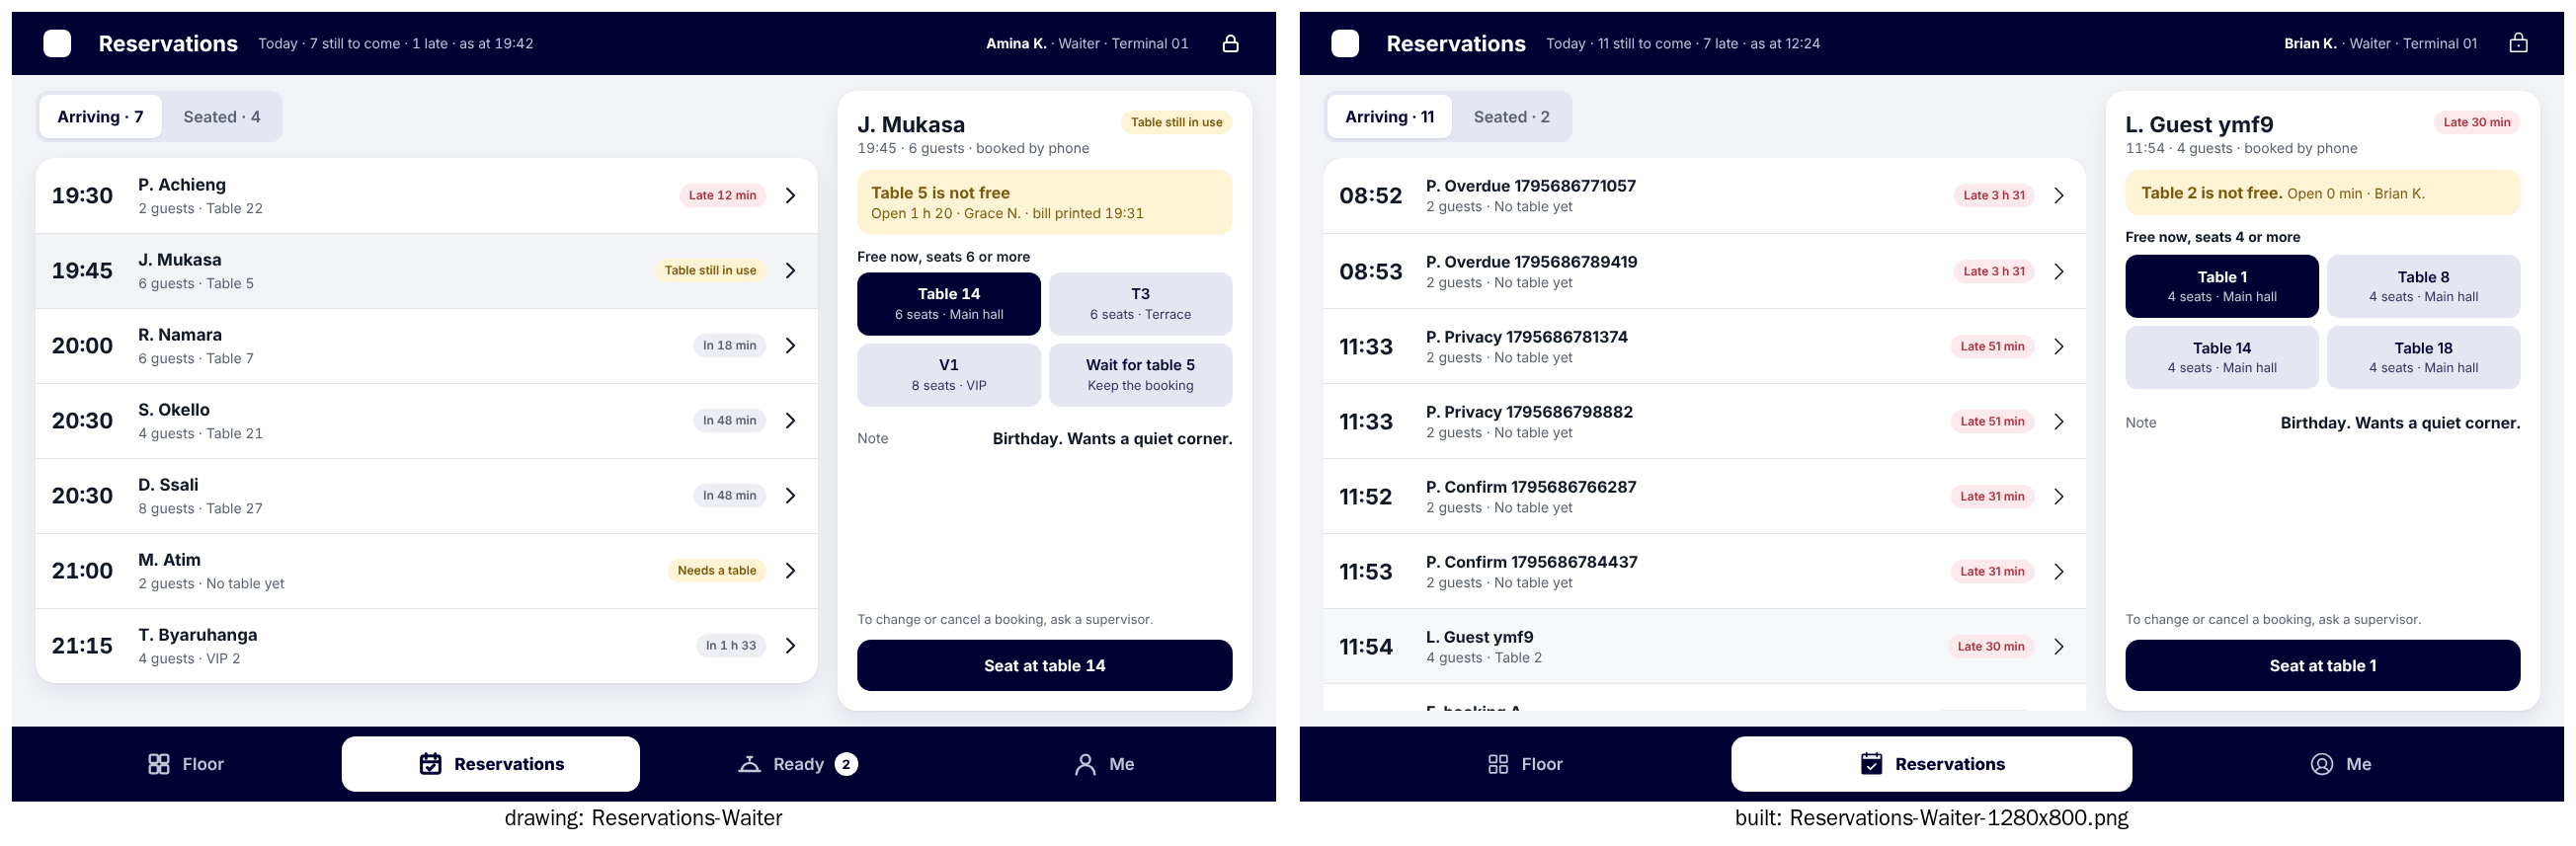 Reservations
Today · 7 still to come · 1 late · as at 19:42
Amina K. · Waiter · Terminal 01
Arriving · 7
Seated · 4
19:30
P. Achieng
2 guests · Table 22
Late 12 min
19:45
J. Mukasa
6 guests · Table 5
Table still in use
20:00
R. Namara
6 guests · Table 7
In 18 min
20:30
S. Okello
4 guests · Table 21
In 48 min
20:30
D. Ssali
8 guests · Table 27
In 48 min
21:00
M. Atim
2 guests · No table yet
Needs a table
21:15
T. Byaruhanga
4 guests · VIP 2
In 1 h 33
J. Mukasa
Table still in use
19:45 · 6 guests · booked by phone
Table 5 is not free
Open 1 h 20 · Grace N. · bill printed 19:31
Free now, seats 6 or more
Table 14
6 seats · Main hall
T3
6 seats · Terrace
V1
8 seats · VIP
Wait for table 5
Keep the booking
Note
Birthday. Wants a quiet corner.
To change or cancel a booking, ask a supervisor.
Seat at table 14
Floor
Reservations
Ready 2
Me
drawing: Reservations-Waiter
Reservations
Today · 11 still to come · 7 late · as at 12:24
Brian K. · Waiter · Terminal 01
Arriving · 11
Seated · 2
08:52
P. Overdue 1795686771057
2 guests · No table yet
Late 3 h 31
08:53
P. Overdue 1795686789419
2 guests · No table yet
Late 3 h 31
11:33
P. Privacy 1795686781374
2 guests · No table yet
Late 51 min
11:33
P. Privacy 1795686798882
2 guests · No table yet
Late 51 min
11:52
P. Confirm 1795686766287
2 guests · No table yet
Late 31 min
11:53
P. Confirm 1795686784437
2 guests · No table yet
Late 31 min
11:54
L. Guest ymf9
4 guests · Table 2
Late 30 min
L. Guest ymf9
Late 30 min
11:54 · 4 guests · booked by phone
Table 2 is not free. Open 0 min · Brian K.
Free now, seats 4 or more
Table 1
4 seats · Main hall
Table 8
4 seats · Main hall
Table 14
4 seats · Main hall
Table 18
4 seats · Main hall
Note
Birthday. Wants a quiet corner.
To change or cancel a booking, ask a supervisor.
Seat at table 1
Floor
Reservations
Me
built: Reservations-Waiter-1280x800.png